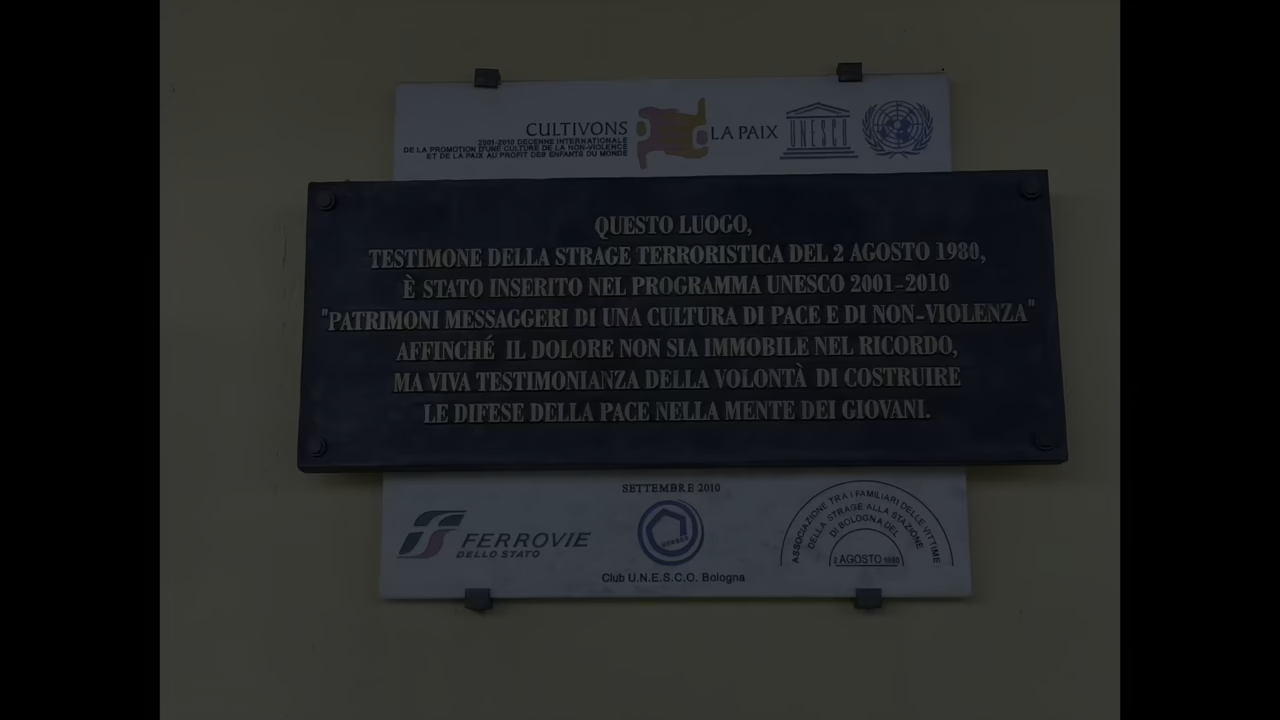 CULTIVONS LA PAIX
2001-2010 DECENNIE INTERNATIONALE
DE LA PROMOTION D'UNE CULTURE DE LA NON-VIOLENCE
ET DE LA PAIX AU PROFIT DES ENFANTS DU MONDE
UNESCO
QUESTO LUOGO,
TESTIMONE DELLA STRAGE TERRORISTICA DEL 2 AGOSTO 1980,
È STATO INSERITO NEL PROGRAMMA UNESCO 2001-2010
"PATRIMONI MESSAGGERI DI UNA CULTURA DI PACE E DI NON-VIOLENZA"
AFFINCHÉ IL DOLORE NON SIA IMMOBILE NEL RICORDO,
MA VIVA TESTIMONIANZA DELLA VOLONTÀ DI COSTRUIRE
LE DIFESE DELLA PACE NELLA MENTE DEI GIOVANI.
SETTEMBRE 2010
FERROVIE
DELLO STATO
UNESCO
Club U.N.E.S.C.O. Bologna
ASSOCIAZIONE TRA I FAMILIARI DELLE VITTIME
DELLA STRAGE ALLA STAZIONE
DI BOLOGNA DEL
2 AGOSTO 1980